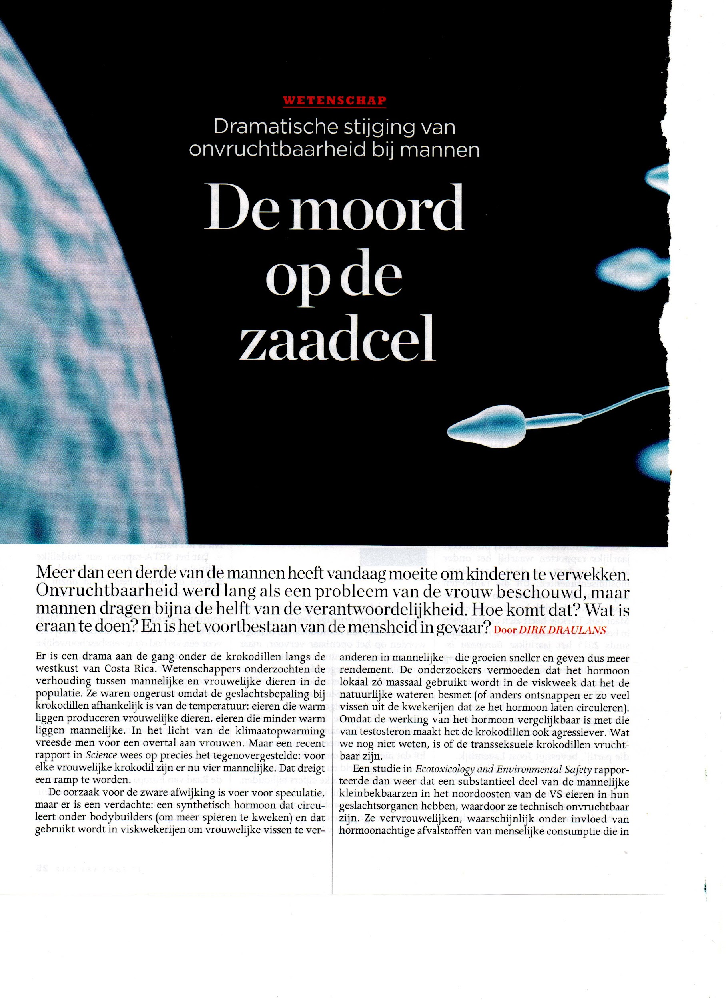 WETENSCHAP
Dramatische stijging van
onvruchtbaarheid bij mannen
De moord
op de
zaadcel
Meer dan een derde van de mannen heeft vandaag moeite om kinderen te verwekken.
Onvruchtbaarheid werd lang als een probleem van de vrouw beschouwd, maar
mannen dragen bijna de helft van de verantwoordelijkheid. Hoe komt dat? Wat is
eraan te doen? En is het voortbestaan van de mensheid in gevaar? Door DIRK DRAULANS
Er is een drama aan de gang onder de krokodillen langs de
westkust van Costa Rica. Wetenschappers onderzochten de
verhouding tussen mannelijke en vrouwelijke dieren in de
populatie. Ze waren ongerust omdat de geslachtsbepaling bij
krokodillen afhankelijk is van de temperatuur: eieren die warm
liggen produceren vrouwelijke dieren, eieren die minder warm
liggen mannelijke. In het licht van de klimaatopwarming
vreesde men voor een overtal aan vrouwen. Maar een recent
rapport in Science wees op precies het tegenovergestelde: voor
elke vrouwelijke krokodil zijn er nu vier mannelijke. Dat dreigt
een ramp te worden.
De oorzaak voor de zware afwijking is voer voor speculatie,
maar er is een verdachte: een synthetisch hormoon dat circu-
leert onder bodybuilders (om meer spieren te kweken) en dat
gebruikt wordt in viskwekerijen om vrouwelijke vissen te ver-
anderen in mannelijke – die groeien sneller en geven dus meer
rendement. De onderzoekers vermoeden dat het hormoon
lokaal zó massaal gebruikt wordt in de viskweek dat het de
natuurlijke wateren besmet (of anders ontsnappen er zo veel
vissen uit de kwekerijen dat ze het hormoon laten circuleren).
Omdat de werking van het hormoon vergelijkbaar is met die
van testosteron maakt het de krokodillen ook agressiever. Wat
we nog niet weten, is of de transseksuele krokodillen vrucht-
baar zijn.
Een studie in Ecotoxicology and Environmental Safety rappor-
teerde dan weer dat een substantieel deel van de mannelijke
kleinbekbaarzen in het noordoosten van de VS eieren in hun
geslachtsorganen hebben, waardoor ze technisch onvruchtbaar
zijn. Ze vervrouwelijken, waarschijnlijk onder invloed van
hormoonachtige afvalstoffen van menselijke consumptie die in